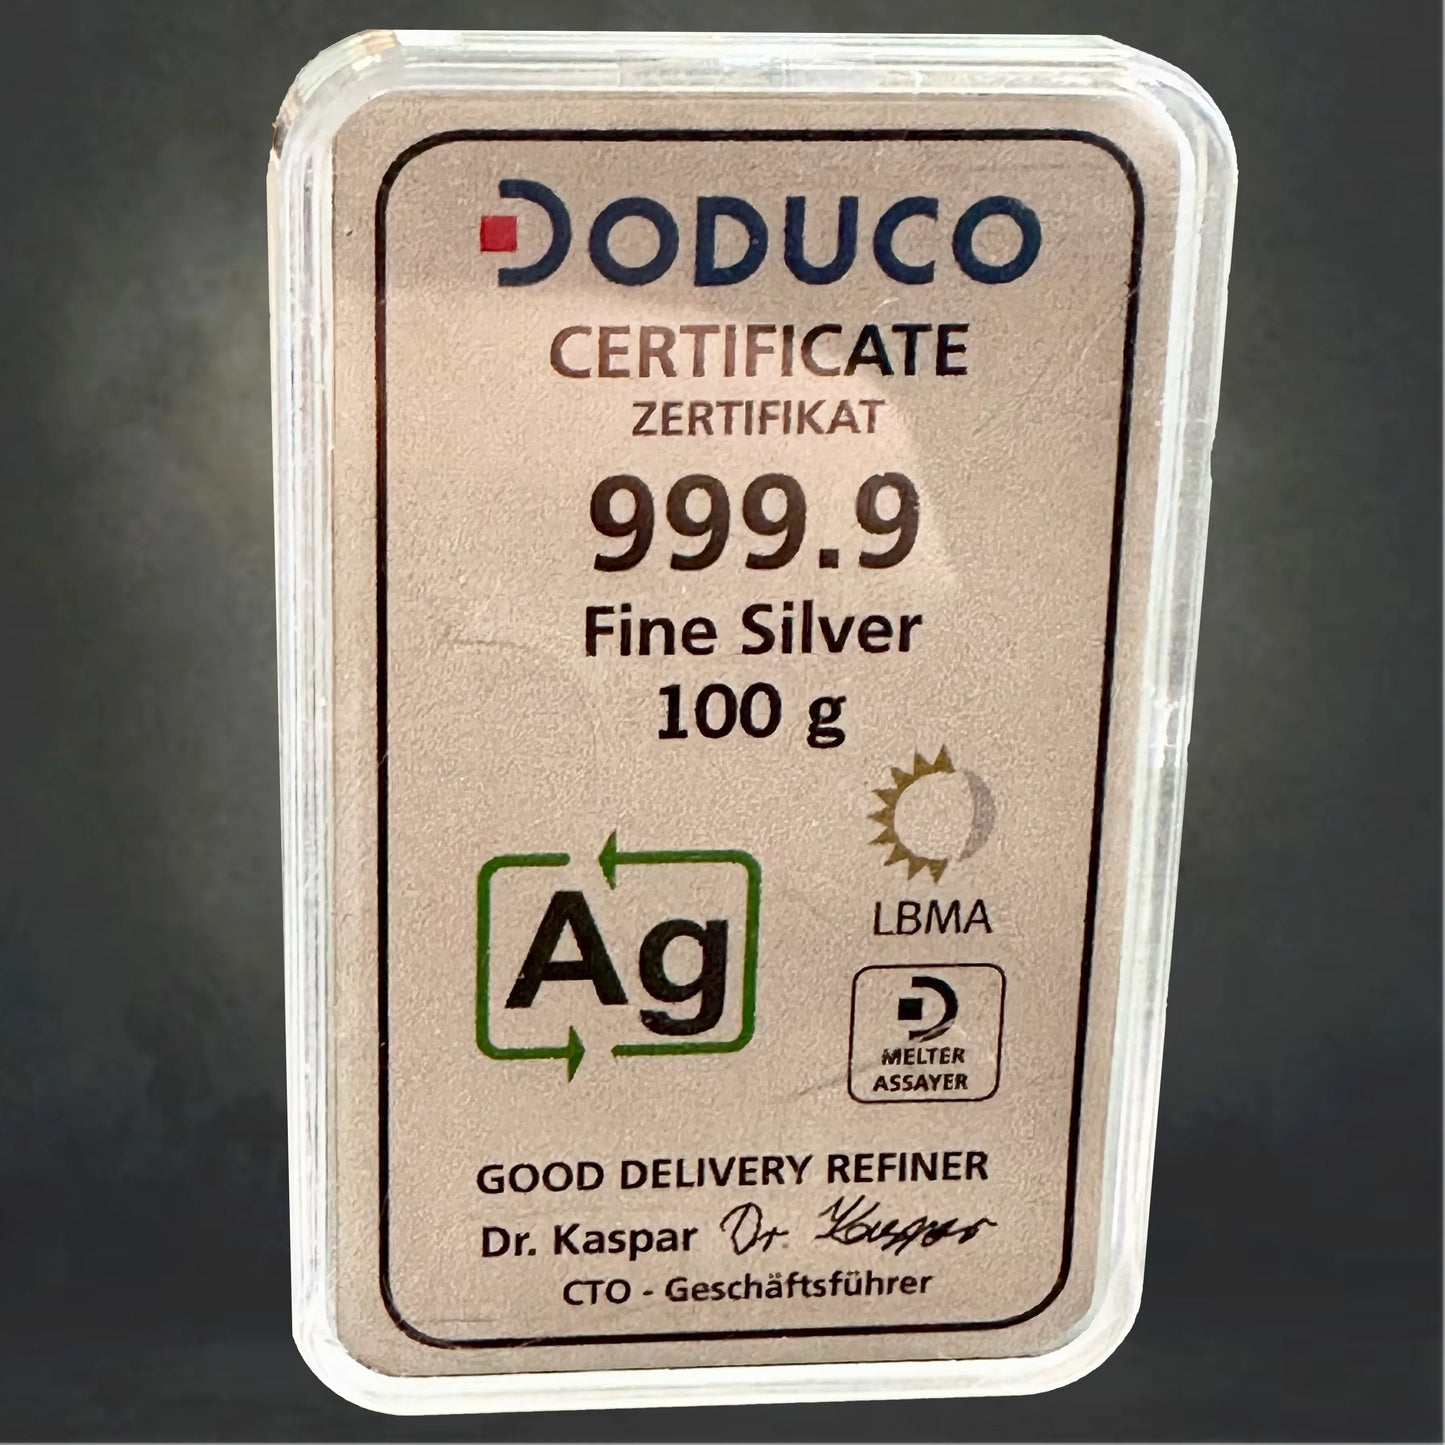 DODUCO
CERTIFICATE
ZERTIFIKAT
999.9
Fine Silver
100 g
LBMA
Ag
MELTER
ASSAYER
GOOD DELIVERY REFINER
Dr. Kaspar Dr. Kaspar
CTO - Geschäftsführer